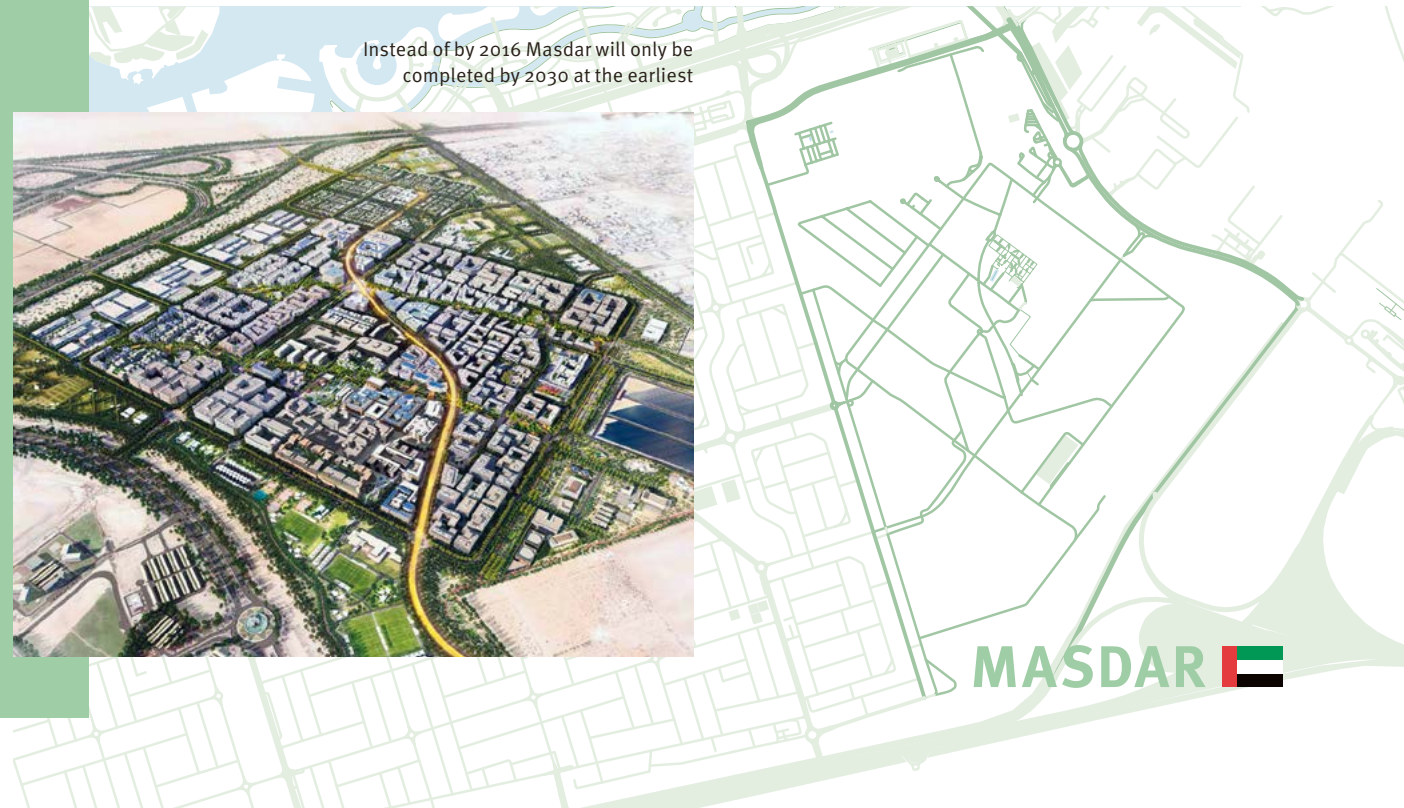 Instead of by 2016 Masdar will only be
completed by 2030 at the earliest
MASDAR